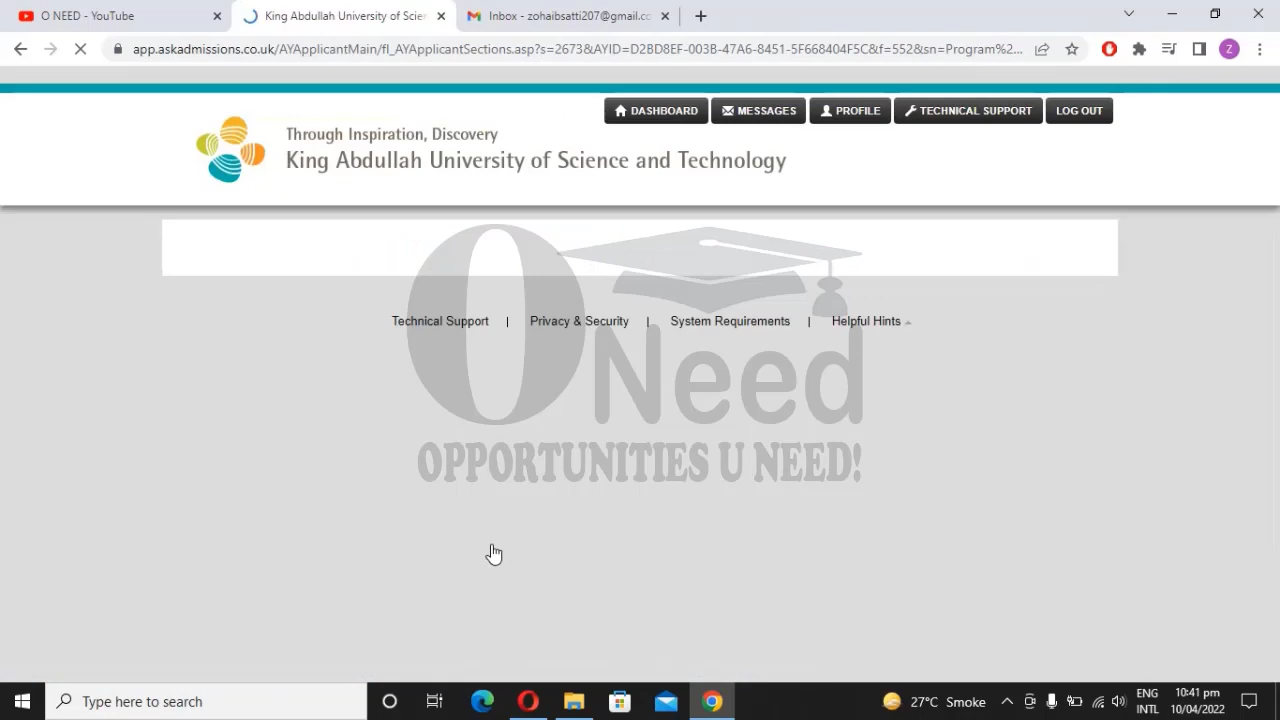 O NEED - YouTube
King Abdullah University of Scien
Inbox - zohaibsatti207@gmail.co
app.askadmissions.co.uk/AYApplicantMain/fl_AYApplicantSections.asp?s=2673&AYID=D2BD8EF-003B-47A6-8451-5F668404F5C&f=552&sn=Program%2...
Z
DASHBOARD
MESSAGES
PROFILE
TECHNICAL SUPPORT
LOG OUT
Through Inspiration, Discovery
King Abdullah University of Science and Technology
Technical Support | Privacy & Security | System Requirements | Helpful Hints
O Need
OPPORTUNITIES U NEED!
Type here to search
27°C Smoke
ENG
INTL
10:41 pm
10/04/2022